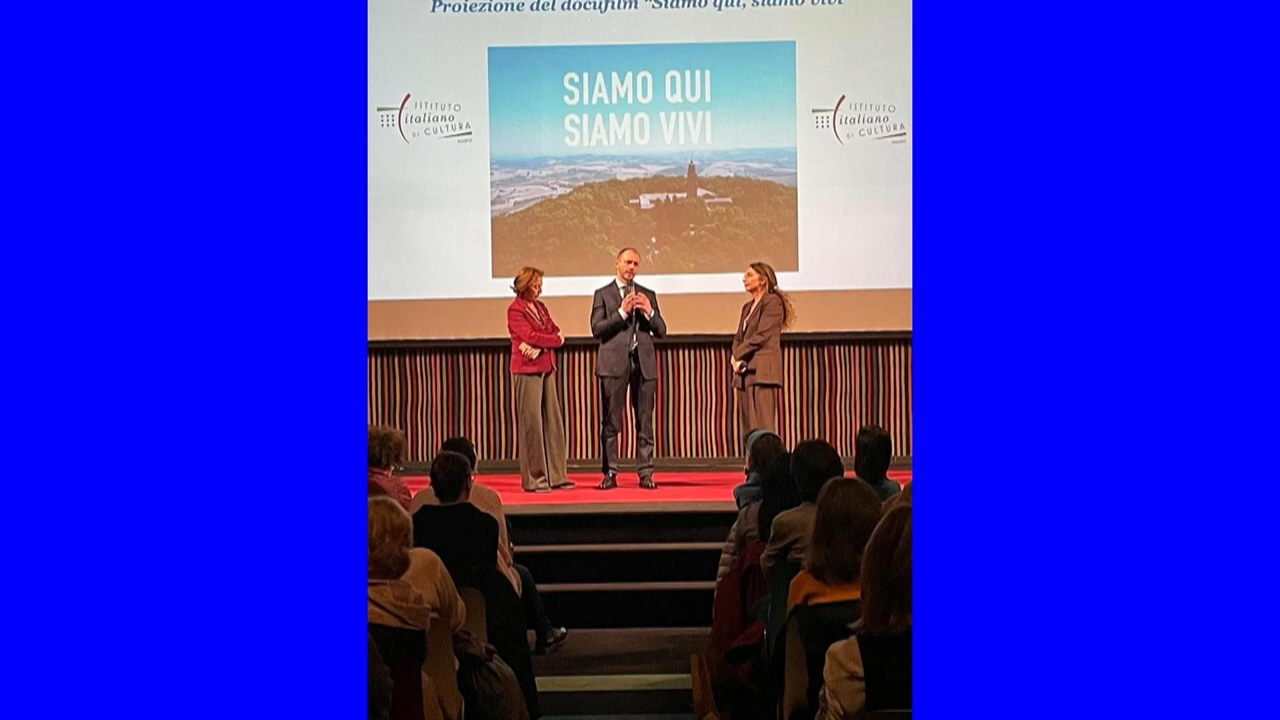 Proiezione del docufilm "Siamo qui, siamo vivi"
SIAMO QUI
SIAMO VIVI
ISTITUTO
italiano
DI CULTURA
ISTITUTO
italiano
DI CULTURA